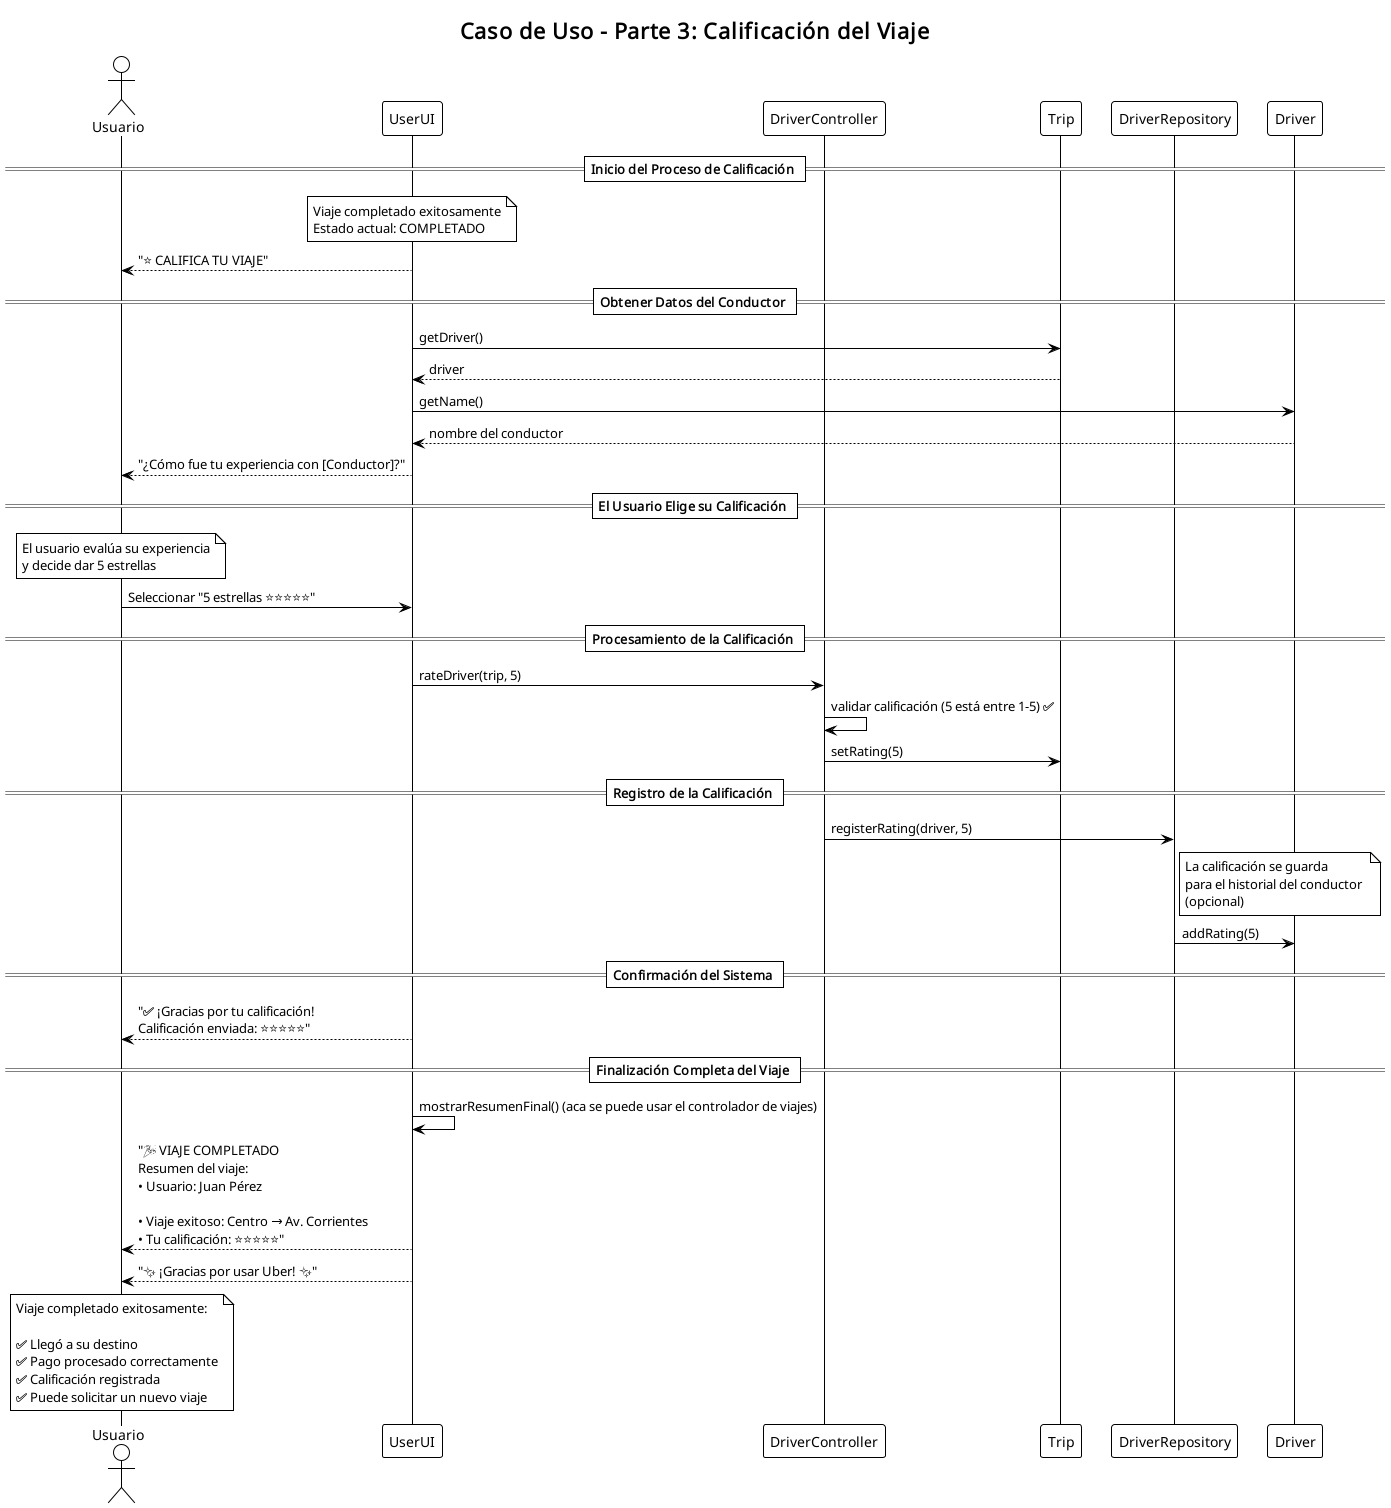 Caso de Uso - Parte 3: Calificación del Viaje
Usuario
UserUI
DriverController
Trip
DriverRepository
Driver
Inicio del Proceso de Calificación
Viaje completado exitosamente
Estado actual: COMPLETADO
"⭐ CALIFICA TU VIAJE"
Obtener Datos del Conductor
getDriver()
driver
getName()
nombre del conductor
"¿Cómo fue tu experiencia con [Conductor]?"
El Usuario Elige su Calificación
El usuario evalúa su experiencia
y decide dar 5 estrellas
Seleccionar "5 estrellas ⭐⭐⭐⭐⭐"
Procesamiento de la Calificación
rateDriver(trip, 5)
validar calificación (5 está entre 1-5) ✅
setRating(5)
Registro de la Calificación
registerRating(driver, 5)
La calificación se guarda
para el historial del conductor
(opcional)
addRating(5)
Confirmación del Sistema
"✅ ¡Gracias por tu calificación!
Calificación enviada: ⭐⭐⭐⭐⭐"
Finalización Completa del Viaje
mostrarResumenFinal() (aca se puede usar el controlador de viajes)
"🎉 VIAJE COMPLETADO
Resumen del viaje:
• Usuario: Juan Pérez
• Viaje exitoso: Centro → Av. Corrientes
• Tu calificación: ⭐⭐⭐⭐⭐"
"✨ ¡Gracias por usar Uber! ✨"
Viaje completado exitosamente:
✅ Llegó a su destino
✅ Pago procesado correctamente
✅ Calificación registrada
✅ Puede solicitar un nuevo viaje
Usuario
UserUI
DriverController
Trip
DriverRepository
Driver